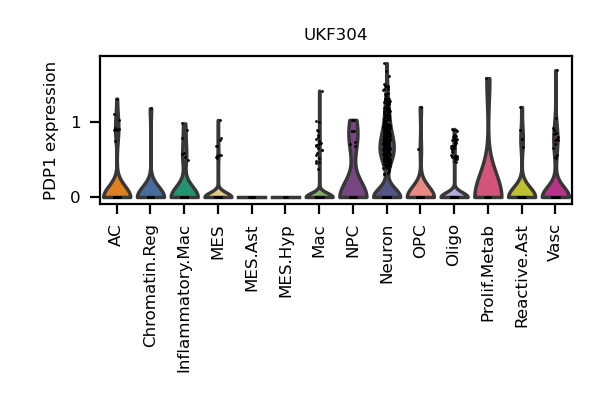 UKF304
PDP1 expression
1
0
AC
Chromatin.Reg
Inflammatory.Mac
MES
MES.Ast
MES.Hyp
Mac
NPC
Neuron
OPC
Oligo
Prolif.Metab
Reactive.Ast
Vasc